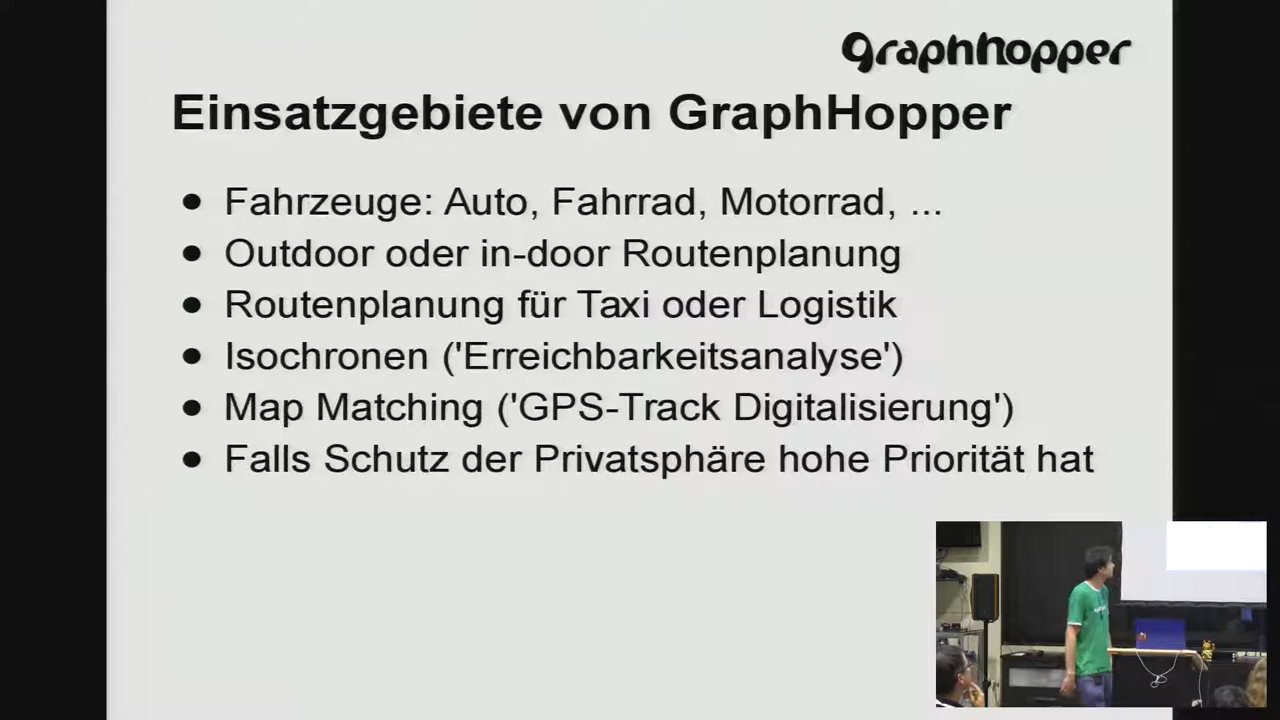 graphhopper
Einsatzgebiete von GraphHopper
● Fahrzeuge: Auto, Fahrrad, Motorrad, ...
● Outdoor oder in-door Routenplanung
● Routenplanung für Taxi oder Logistik
● Isochronen ('Erreichbarkeitsanalyse')
● Map Matching ('GPS-Track Digitalisierung')
● Falls Schutz der Privatsphäre hohe Priorität hat